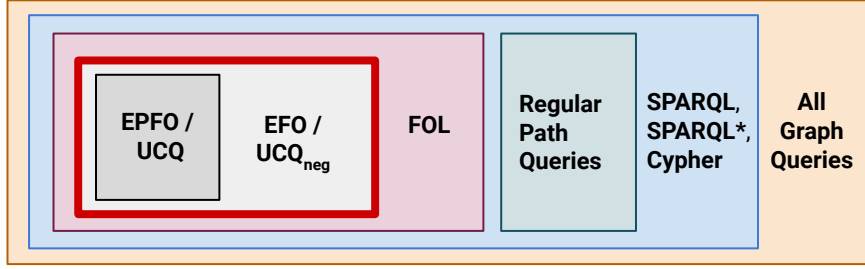 EPFO /
UCQ
EFO /
UCQneg
FOL
Regular
Path
Queries
SPARQL,
SPARQL*,
Cypher
All
Graph
Queries